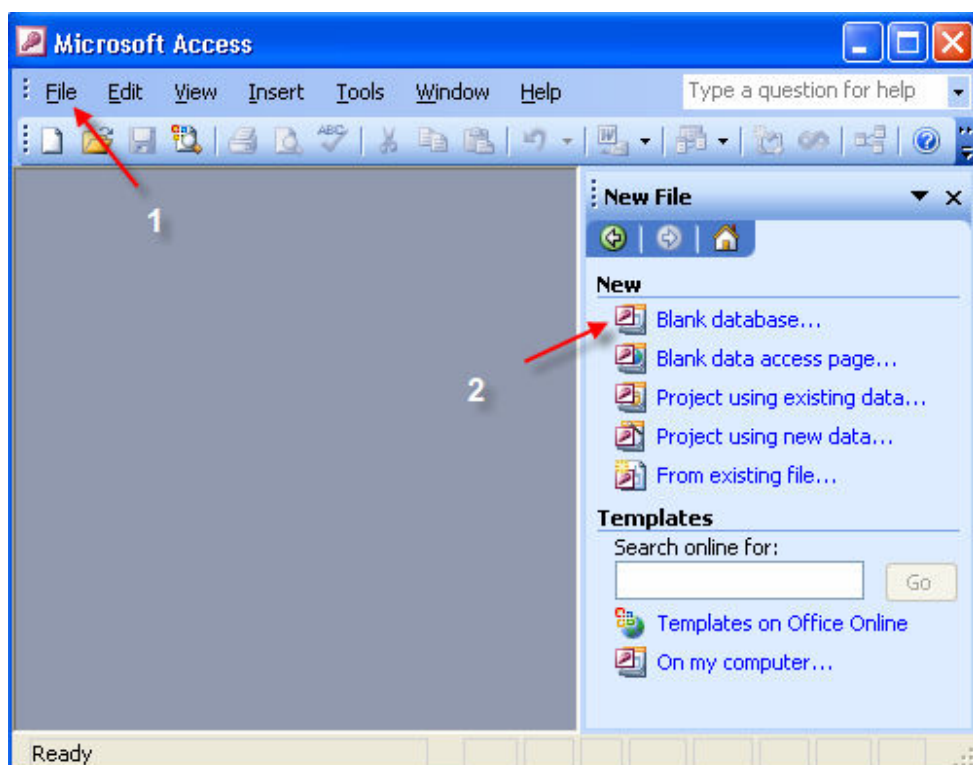 Microsoft Access
File Edit View Insert Tools Window Help Type a question for help
ABC
W
1
New File
New
Blank database...
2
Blank data access page...
Project using existing data...
Project using new data...
From existing file...
Templates
Search online for:
Go
Templates on Office Online
On my computer...
Ready